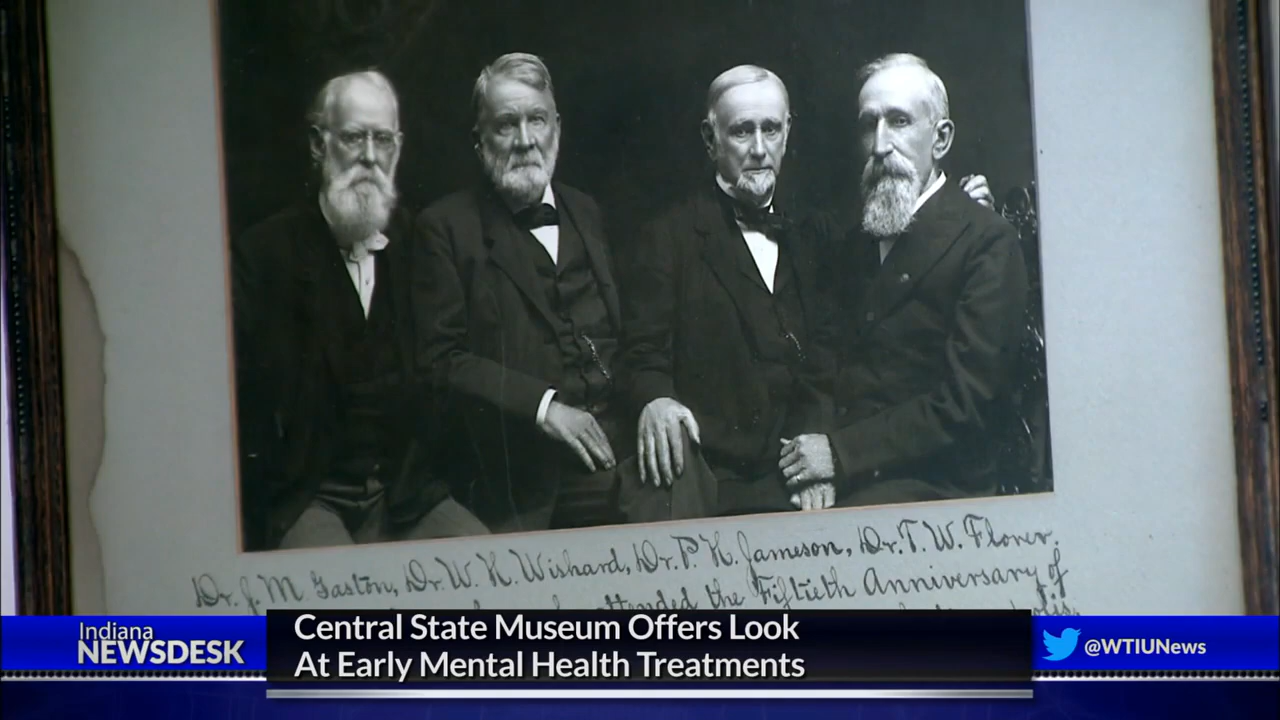 Dr. J. M. Gaston, Dr. W. H. Wishard, Dr. P. H. Jameson, Dr. T. W. Florer.
attended the Fiftieth Anniversary of
Indiana
NEWSDESK
Central State Museum Offers Look
At Early Mental Health Treatments
@WTIUNews